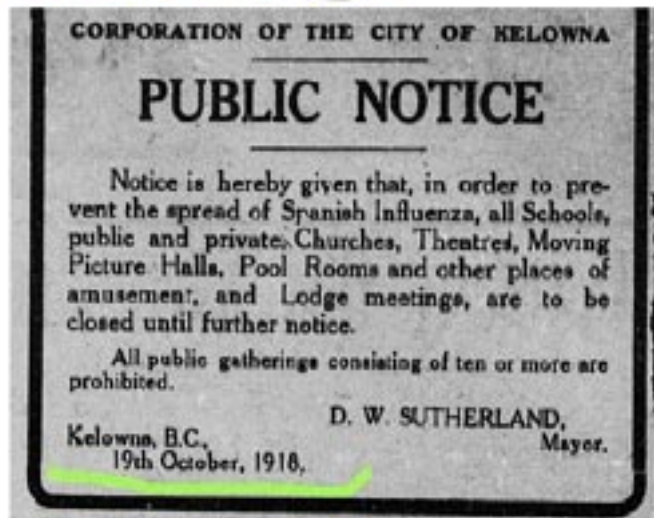 CORPORATION OF THE CITY OF KELOWNA
PUBLIC NOTICE
Notice is hereby given that, in order to pre-
vent the spread of Spanish Influenza, all Schools,
public and private, Churches, Theatres, Moving
Picture Halls, Pool Rooms and other places of
amusement, and Lodge meetings, are to be
closed until further notice.
All public gatherings consisting of ten or more are
prohibited.
D. W. SUTHERLAND,
Mayor.
Kelowna, B.C.,
19th October, 1918.